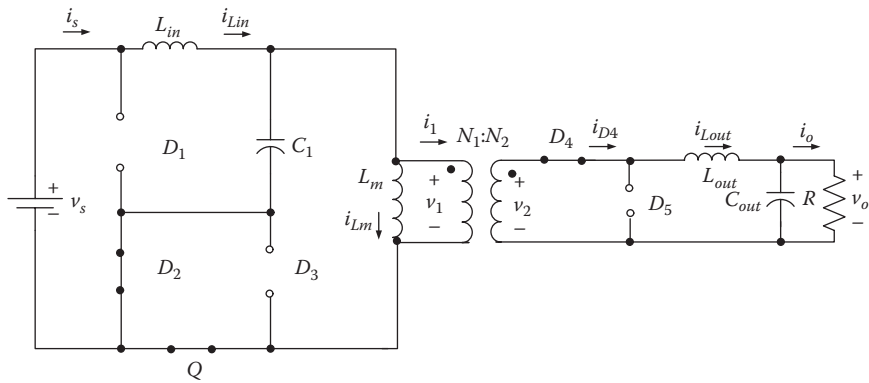 i_s
L_in
i_Lin
D_1
C_1
+
v_s
−
D_2
D_3
Q
L_m
i_Lm
i_1
N_1:N_2
+
v_1
−
+
v_2
−
D_4
i_D4
D_5
i_Lout
L_out
C_out
R
i_o
+
v_o
−